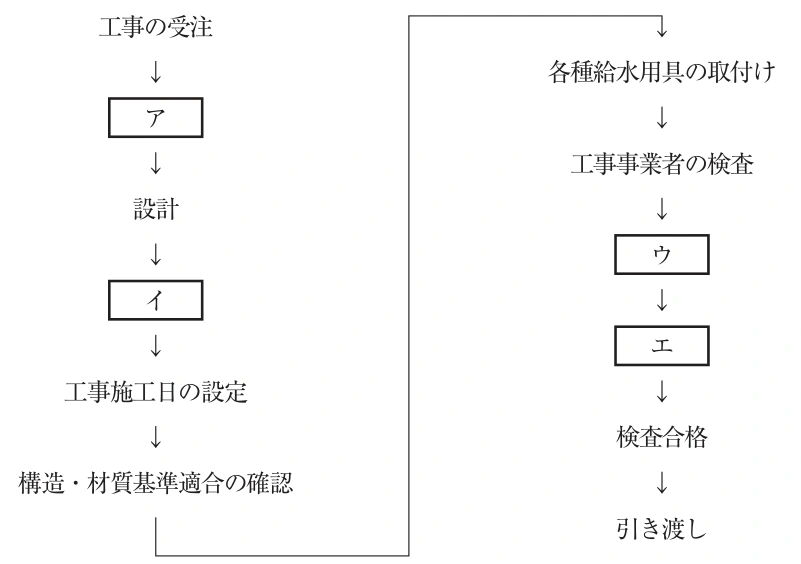 工事の受注
↓
ア
↓
設計
↓
イ
↓
工事施工日の設定
↓
構造・材質基準適合の確認
各種給水用具の取付け
↓
工事事業者の検査
↓
ウ
↓
エ
↓
検査合格
↓
引き渡し